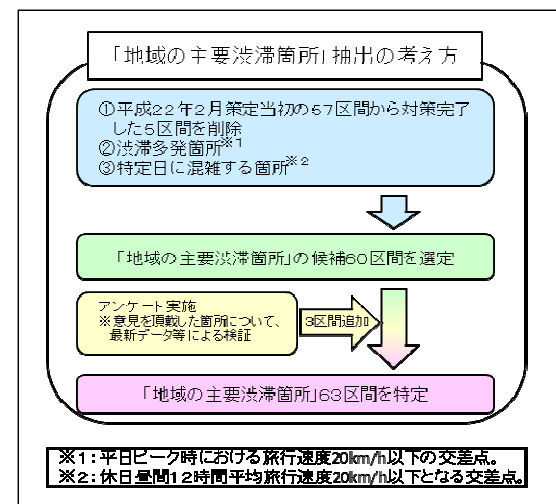 「地域の主要渋滞箇所」抽出の考え方
①平成22年2月策定当初の57区間から対策完了
した5区間を削除
②渋滞多発箇所※1
③特定日に混雑する箇所※2
「地域の主要渋滞箇所」の候補60区間を選定
アンケート実施
※意見を頂戴した箇所について、
最新データ等による検証
3区間追加
「地域の主要渋滞箇所」63区間を特定
※1：平日ピーク時における旅行速度20km/h以下の交差点。
※2：休日昼間12時間平均旅行速度20km/h以下となる交差点。